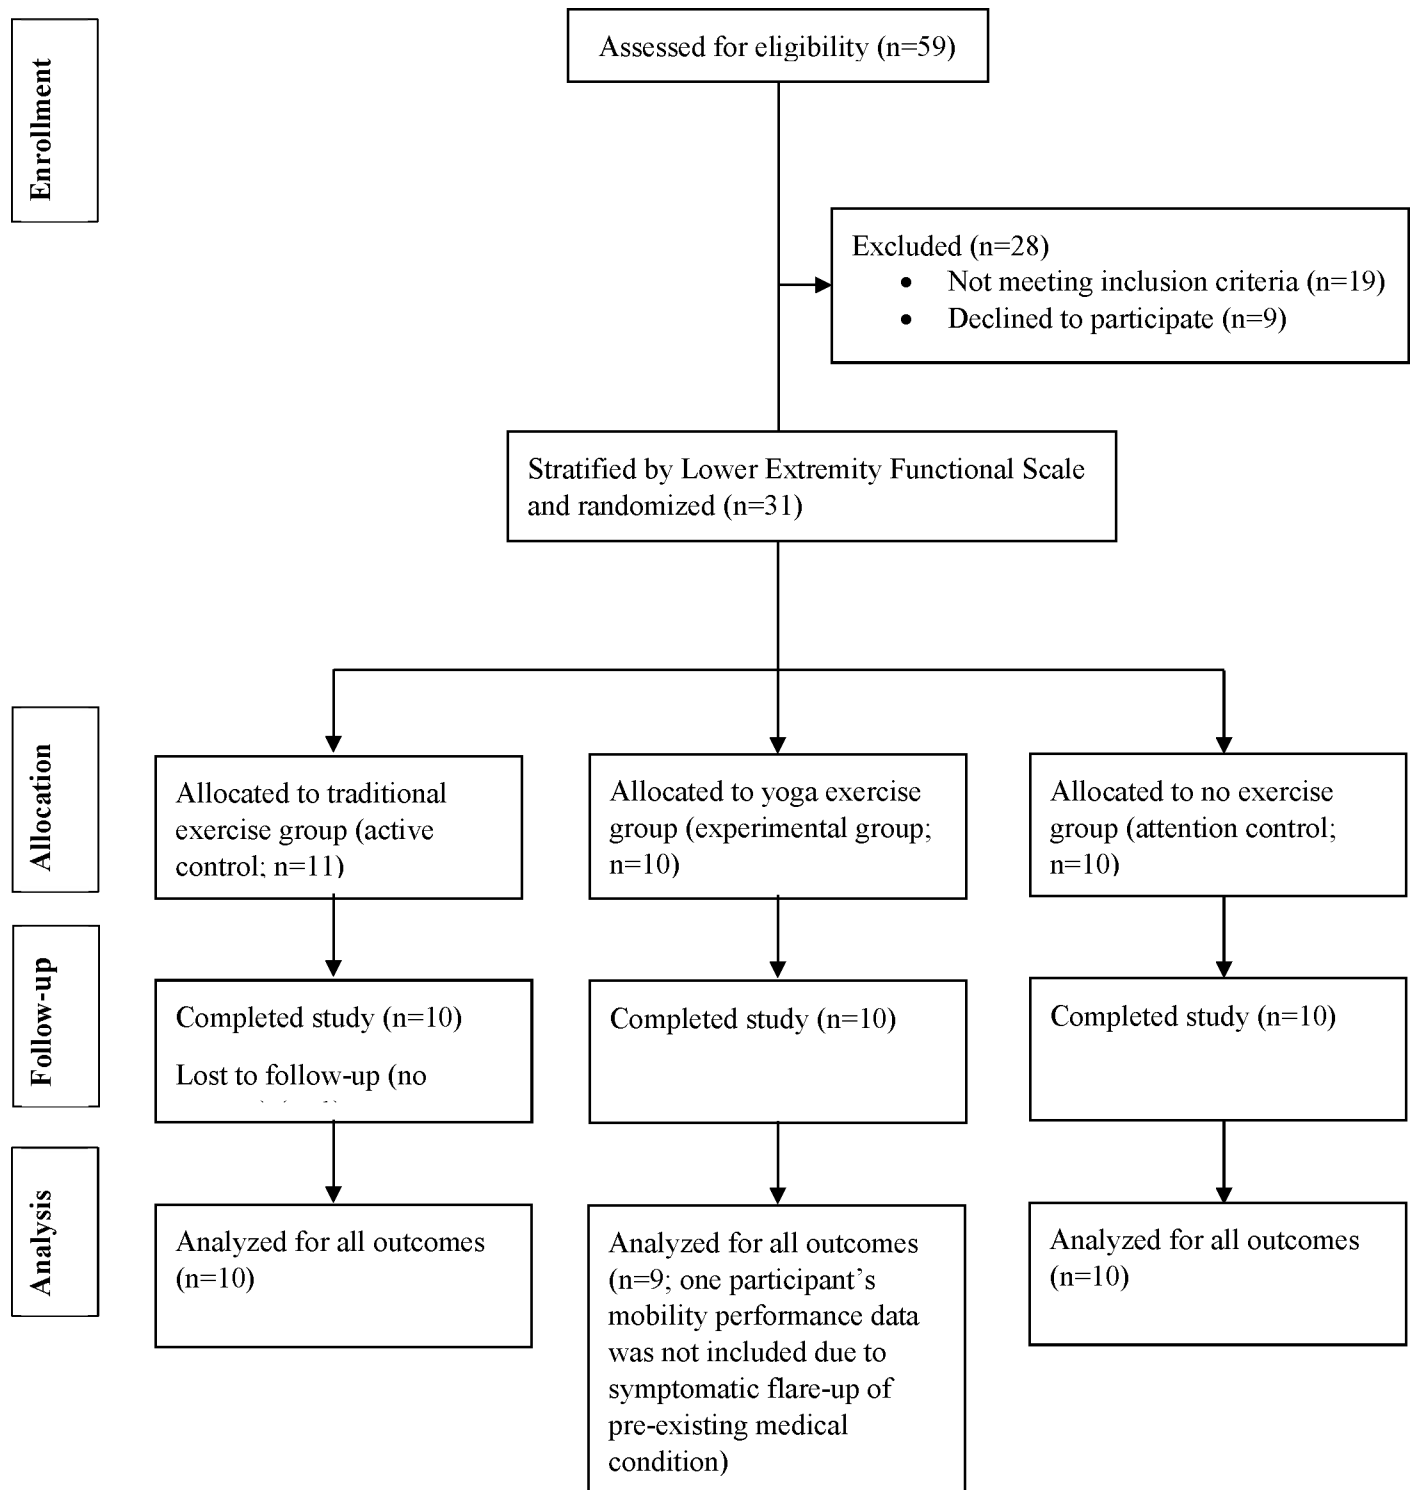 Enrollment
Assessed for eligibility (n=59)
Excluded (n=28)
• Not meeting inclusion criteria (n=19)
• Declined to participate (n=9)
Stratified by Lower Extremity Functional Scale
and randomized (n=31)
Allocation
Allocated to traditional
exercise group (active
control; n=11)
Allocated to yoga exercise
group (experimental group;
n=10)
Allocated to no exercise
group (attention control;
n=10)
Follow-up
Completed study (n=10)
Lost to follow-up (no
Completed study (n=10)
Completed study (n=10)
Analysis
Analyzed for all outcomes
(n=10)
Analyzed for all outcomes
(n=9; one participant’s
mobility performance data
was not included due to
symptomatic flare-up of
pre-existing medical
condition)
Analyzed for all outcomes
(n=10)